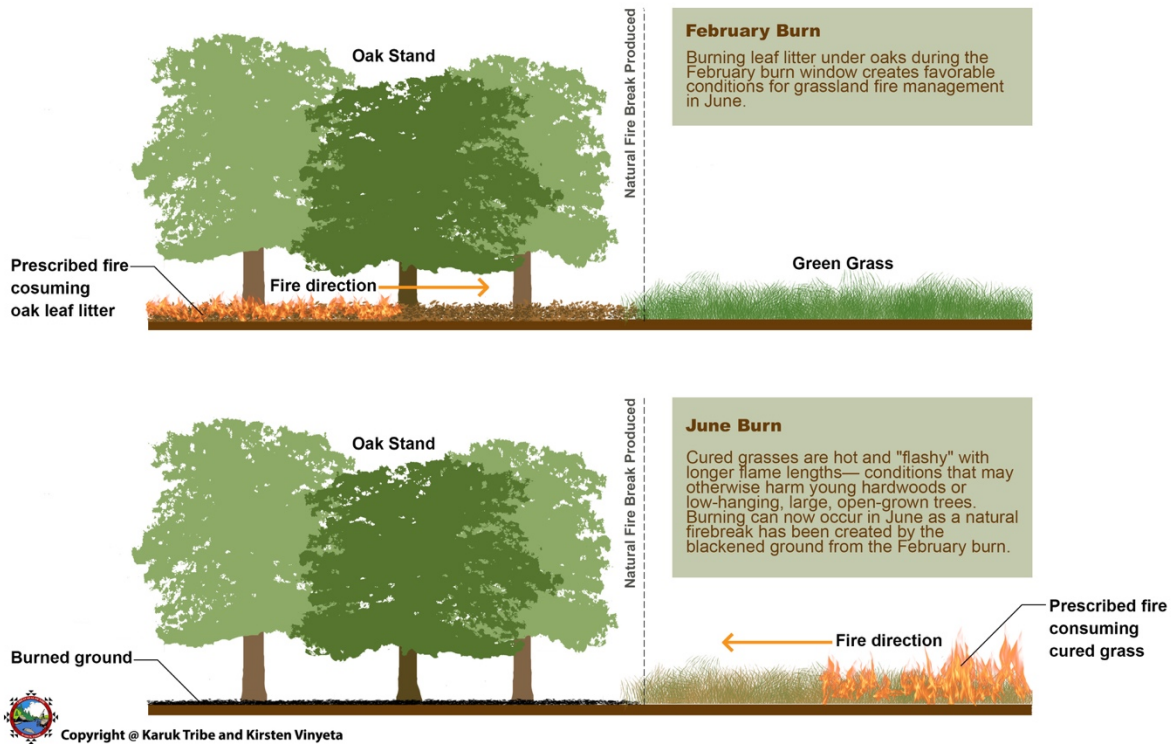 February Burn
Burning leaf litter under oaks during the
February burn window creates favorable
conditions for grassland fire management
in June.
Oak Stand
Natural Fire Break Produced
Green Grass
Prescribed fire
cosuming
oak leaf litter
Fire direction
June Burn
Cured grasses are hot and "flashy" with
longer flame lengths— conditions that may
otherwise harm young hardwoods or
low-hanging, large, open-grown trees.
Burning can now occur in June as a natural
firebreak has been created by the
blackened ground from the February burn.
Oak Stand
Natural Fire Break Produced
Prescribed fire
consuming
cured grass
Fire direction
Burned ground
Copyright @ Karuk Tribe and Kirsten Vinyeta